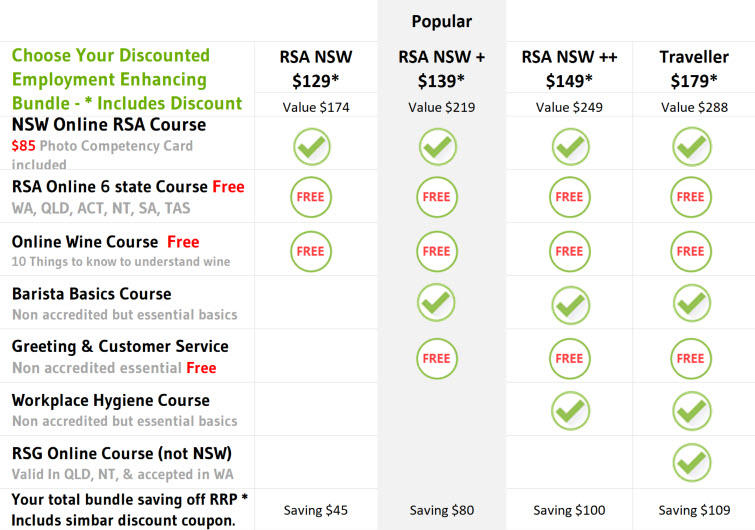 Popular
Choose Your Discounted
Employment Enhancing
Bundle - * Includes Discount
RSA NSW
$129*
Value $174
RSA NSW +
$139*
Value $219
RSA NSW ++
$149*
Value $249
Traveller
$179*
Value $288
NSW Online RSA Course
$85 Photo Competency Card
included
RSA Online 6 state Course Free
WA, QLD, ACT, NT, SA, TAS
FREE FREE FREE FREE
Online Wine Course Free
10 Things to know to understand wine
FREE FREE FREE FREE
Barista Basics Course
Non accredited but essential basics
Greeting & Customer Service
Non accredited essential Free
FREE FREE FREE
Workplace Hygiene Course
Non accredited but essential basics
RSG Online Course (not NSW)
Valid In QLD, NT, & accepted in WA
Your total bundle saving off RRP *
Includs simbar discount coupon.
Saving $45 Saving $80 Saving $100 Saving $109